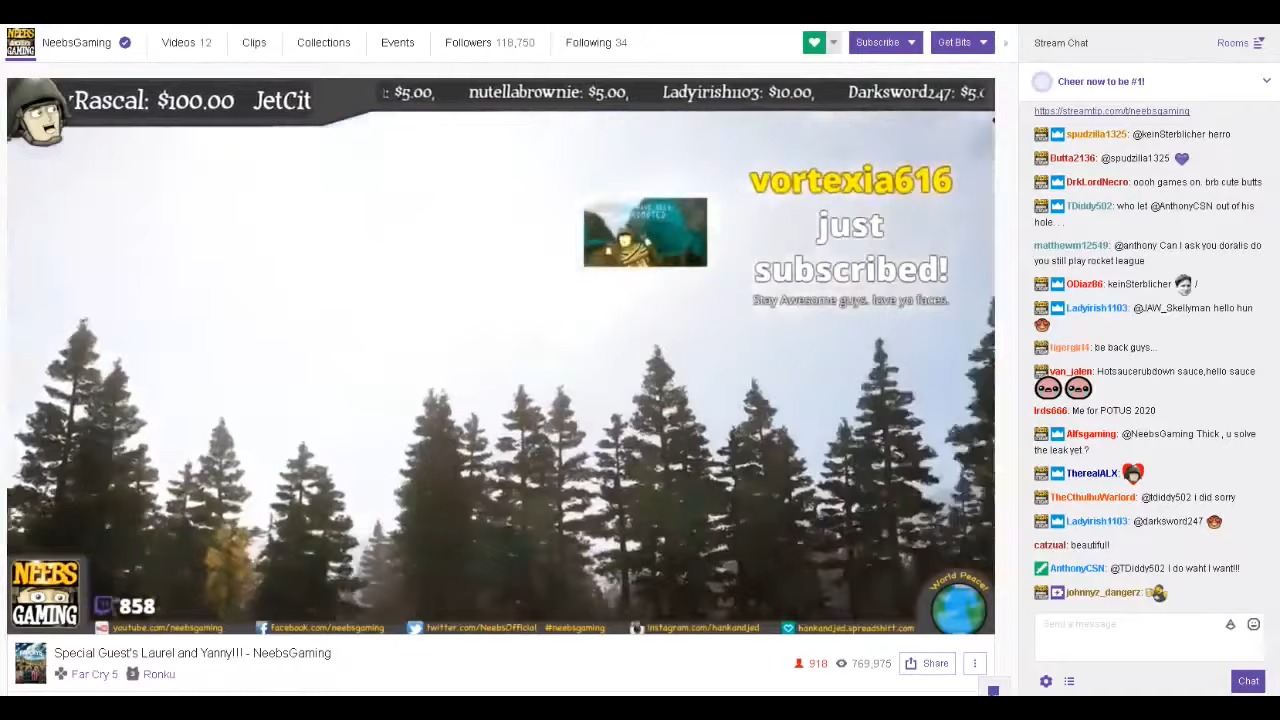 NEEBS
GAMING
NeebsGaming
Videos 12
Clips
Collections
Events
Followers 118,750
Following 34
Subscribe
Get Bits
Stream Chat
Rooms
Rascal: $100.00 JetCit
: $5.00, nutellabrownie: $5.00, Ladyirish1103: $10.00, Darksword247: $5.
vortexia616
just
subscribed!
Stay Awesome guys. love yo faces.
NEEBS
GAMING
858
World Peace!
youtube.com/neebsgaming
facebook.com/neebsgaming
twitter.com/NeebsOfficial #neebsgaming
instagram.com/hankandjed
hankandjed.spreadshirt.com
Special Guest's Laurel and Yanny!!! - NeebsGaming
Far Cry 5
Ronku
918
769,975
Share
Cheer now to be #1!
https://streamtip.com/t/neebsgaming
spudzilla1325: @keinSterblicher herro
Butta2136: @spudzilla1325
DrkLordNecro: oooh games on. brb cute butts
TDiddy502: who let @AnthonyCSN out of his
hole. . .
matthewm12549: @anthony Can I ask you doralis do
you still play rocket league
ODiaz86: keinSterblicher /
Ladyirish1103: @JAW_Skellyman hello hun
tigergirl4: be back guys...
van_jalen: Hotsaucerubdown sauce,hello sauce
lrds666: Me for POTUS 2020
Alfsgaming: @NeebsGaming Thick , u solve
the leak yet ?
TherealALX:
TheCthulhuWarlord: @tdiddy502 i did sorry
Ladyirish1103: @darksword247
catzual: beautiful!
AnthonyCSN: @TDiddy502 I do waht I want!!!
johnnyz_dangerz:
Send a message
Chat